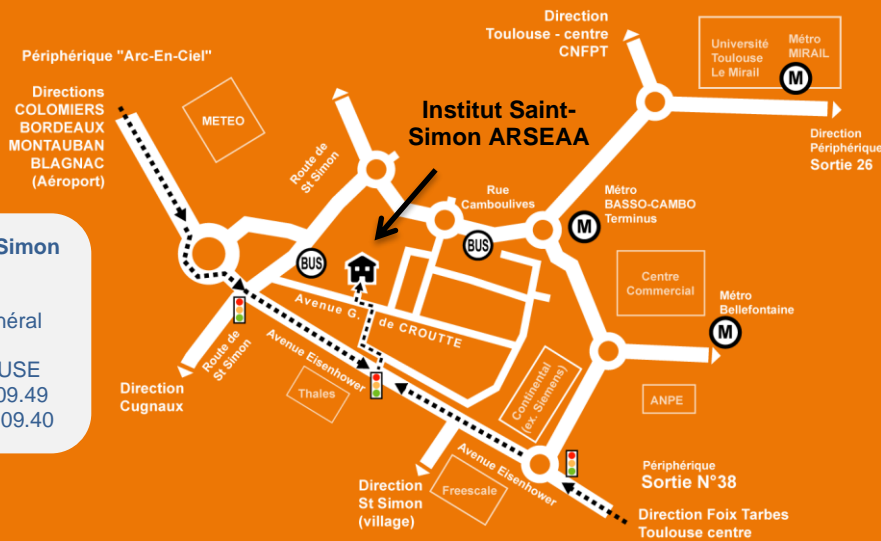 Périphérique "Arc-En-Ciel"
Directions
COLOMIERS
BORDEAUX
MONTAUBAN
BLAGNAC
(Aéroport)
METEO
Route de
St Simon
Institut Saint-
Simon ARSEAA
Direction
Toulouse - centre
CNFPT
Université
Toulouse
Le Mirail
Métro
MIRAIL
M
Direction
Périphérique
Sortie 26
Rue
Camboulives
Métro
BASSO-CAMBO
Terminus
M
BUS
BUS
Simon
néral
USE
09.49
09.40
Centre
Commercial
Métro
Bellefontaine
M
Avenue G. de CROUTTE
Route de
St Simon
Avenue Eisenhower
Direction
Cugnaux
Thales
Continental
(ex. Siemens)
ANPE
Avenue Eisenhower
Direction
St Simon
(village)
Freescale
Périphérique
Sortie N°38
Direction Foix Tarbes
Toulouse centre